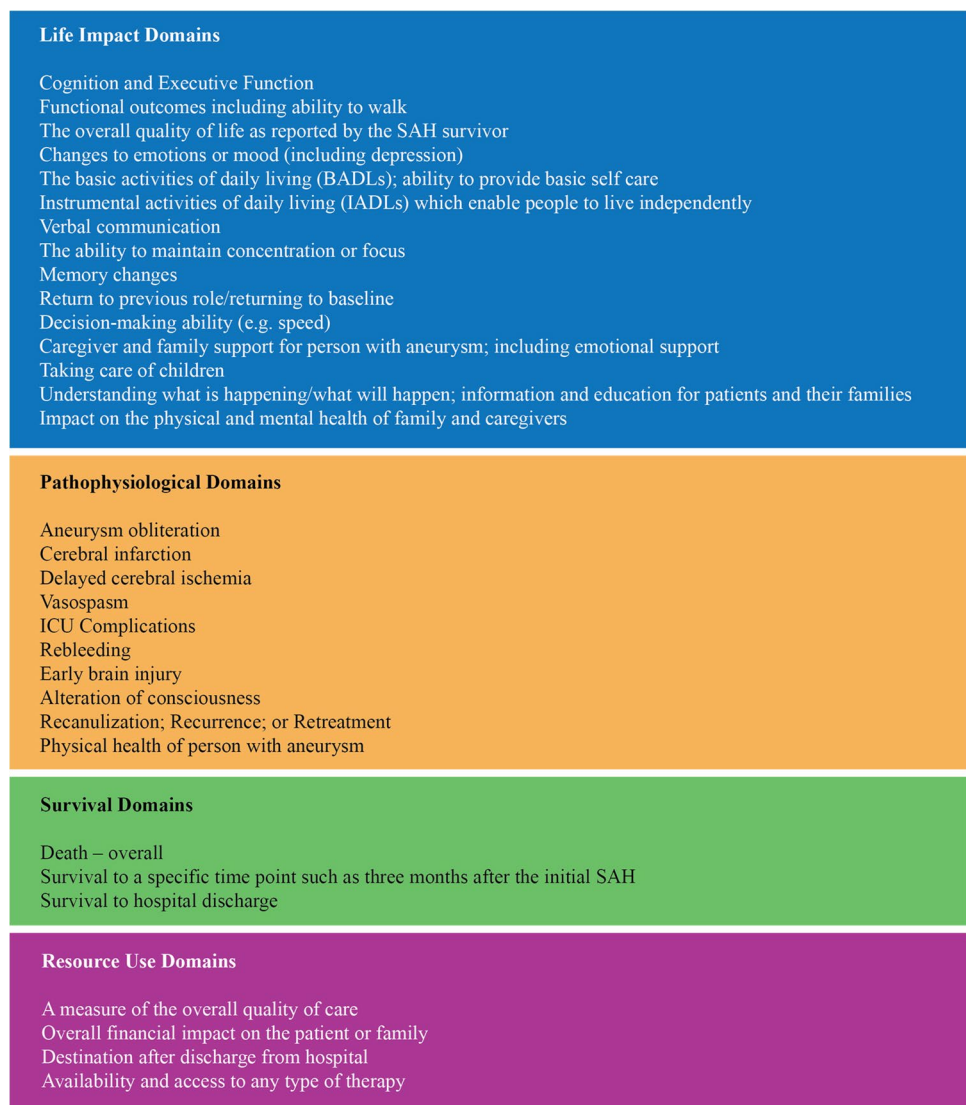 Life Impact Domains
Cognition and Executive Function
Functional outcomes including ability to walk
The overall quality of life as reported by the SAH survivor
Changes to emotions or mood (including depression)
The basic activities of daily living (BADLs); ability to provide basic self care
Instrumental activities of daily living (IADLs) which enable people to live independently
Verbal communication
The ability to maintain concentration or focus
Memory changes
Return to previous role/returning to baseline
Decision-making ability (e.g. speed)
Caregiver and family support for person with aneurysm; including emotional support
Taking care of children
Understanding what is happening/what will happen; information and education for patients and their families
Impact on the physical and mental health of family and caregivers
Pathophysiological Domains
Aneurysm obliteration
Cerebral infarction
Delayed cerebral ischemia
Vasospasm
ICU Complications
Rebleeding
Early brain injury
Alteration of consciousness
Recanulization; Recurrence; or Retreatment
Physical health of person with aneurysm
Survival Domains
Death – overall
Survival to a specific time point such as three months after the initial SAH
Survival to hospital discharge
Resource Use Domains
A measure of the overall quality of care
Overall financial impact on the patient or family
Destination after discharge from hospital
Availability and access to any type of therapy